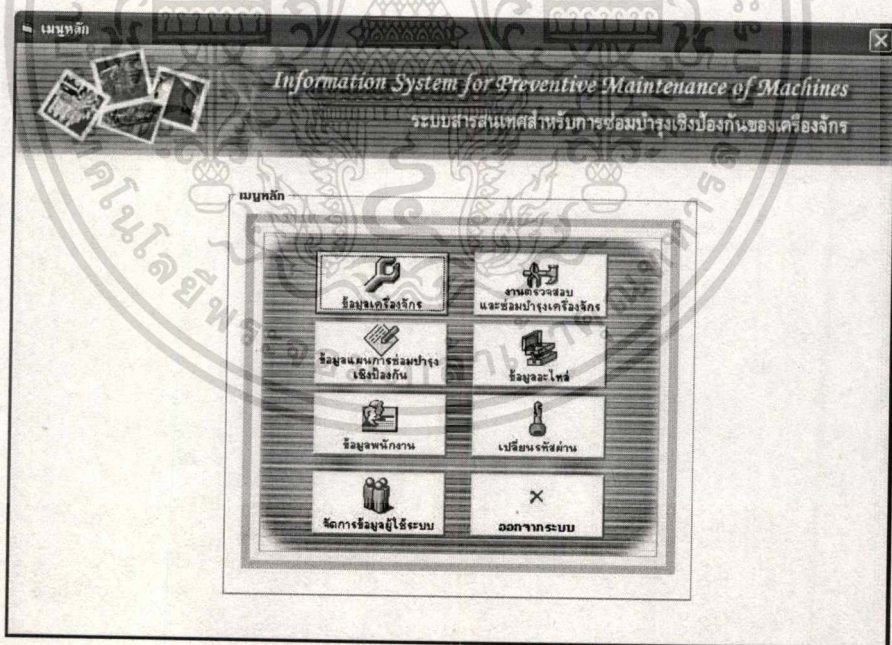 เมนูหลัก
Information System for Preventive Maintenance of Machines
ระบบสารสนเทศสำหรับการซ่อมบำรุงเชิงป้องกันของเครื่องจักร
เมนูหลัก
ข้อมูลเครื่องจักร
งานตรวจสอบ
และซ่อมบำรุงเครื่องจักร
ข้อมูลแผนการซ่อมบำรุง
เชิงป้องกัน
ข้อมูลอะไหล่
ข้อมูลพนักงาน
เปลี่ยนรหัสผ่าน
จัดการข้อมูลผู้ใช้ระบบ
ออกจากระบบ